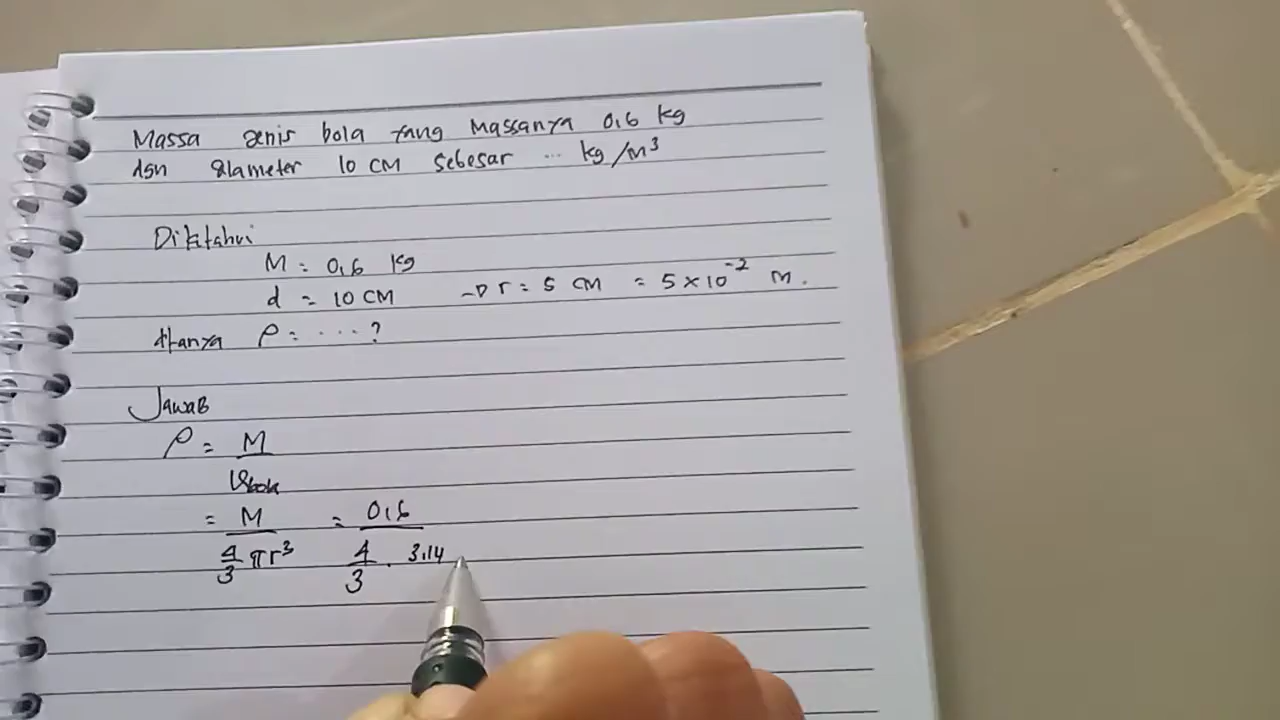 Massa jenis bola yang Massanya 0,6 kg
dgn diameter 10 CM sebesar ... kg/m³
Diketahui
M = 0,6 kg
d = 10 CM → r = 5 CM = 5 × 10⁻² m.
ditanya ρ = ....?
Jawab
ρ = M / Vbola
= M / 4/3 πr³ = 0,6 / 4/3 . 3,14